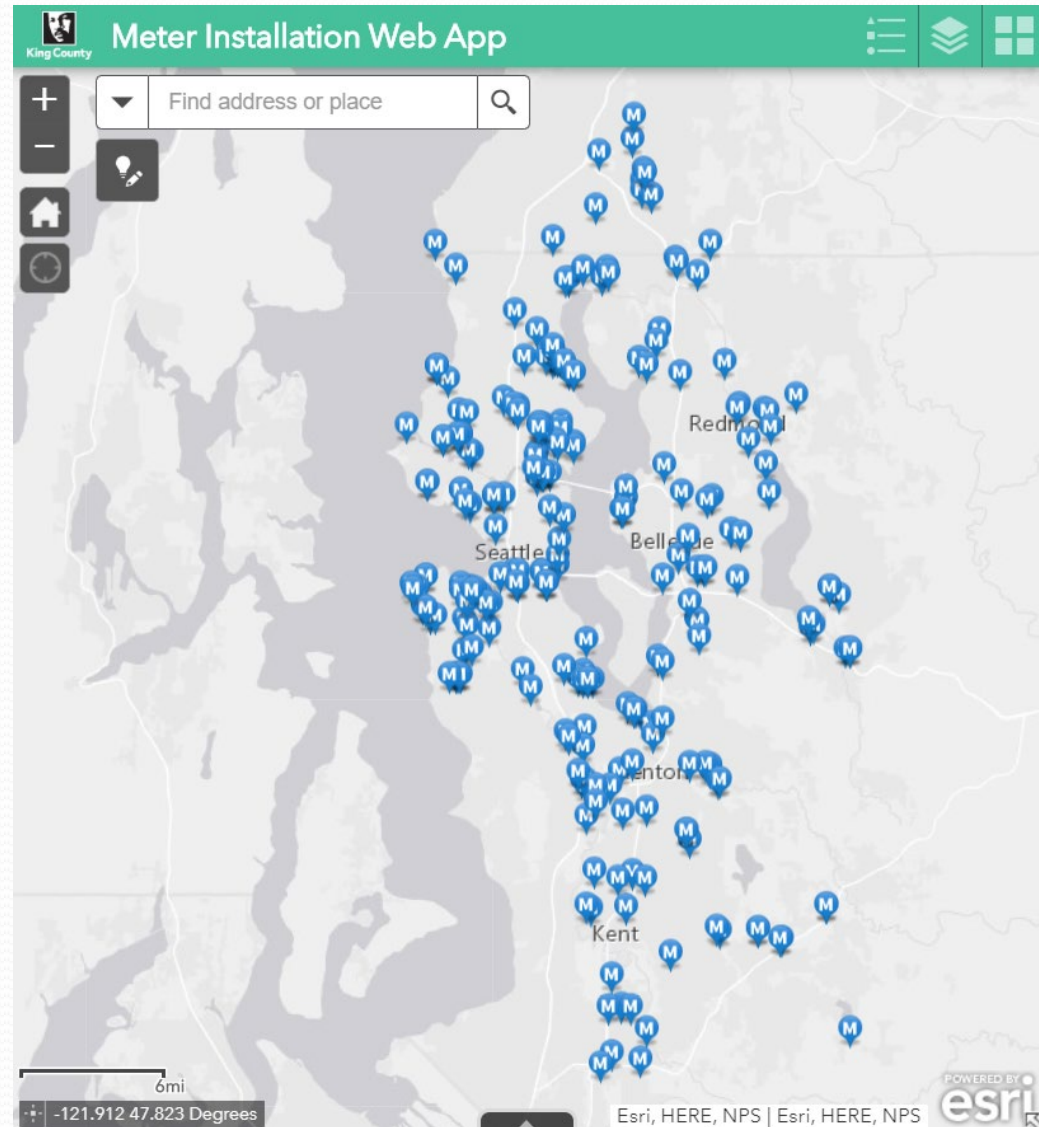 King County
Meter Installation Web App
+
Find address or place
−
Redmond
Seattle
Bellevue
Renton
Kent
6mi
-121.912 47.823 Degrees
Esri, HERE, NPS | Esri, HERE, NPS
POWERED BY
esri